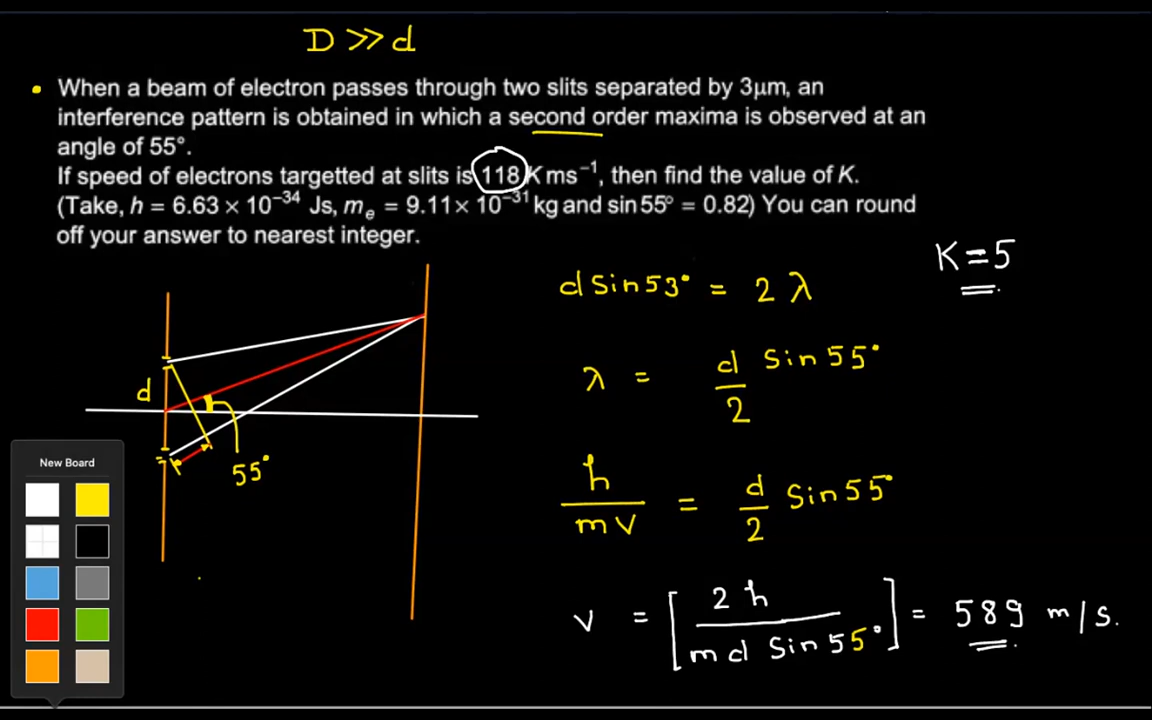 D >> d
• When a beam of electron passes through two slits separated by 3μm, an
interference pattern is obtained in which a second order maxima is observed at an
angle of 55°.
If speed of electrons targetted at slits is 118 K ms⁻¹, then find the value of K.
(Take, h = 6.63 × 10⁻³⁴ Js, mₑ = 9.11× 10⁻³¹ kg and sin 55° = 0.82) You can round
off your answer to nearest integer.
K = 5
d Sin 53° = 2 λ
λ = d/2 Sin 55°
d
55°
h/mv = d/2 Sin 55°
v = [2 h / m d Sin 55°] = 589 m/s.
New Board